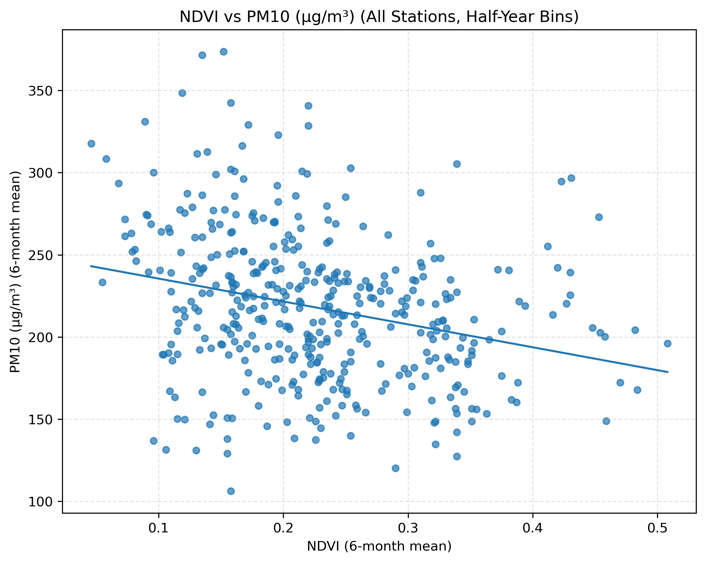 NDVI vs PM10 (µg/m³) (All Stations, Half-Year Bins)
PM10 (µg/m³) (6-month mean)
350
300
250
200
150
100
0.1 0.2 0.3 0.4 0.5
NDVI (6-month mean)